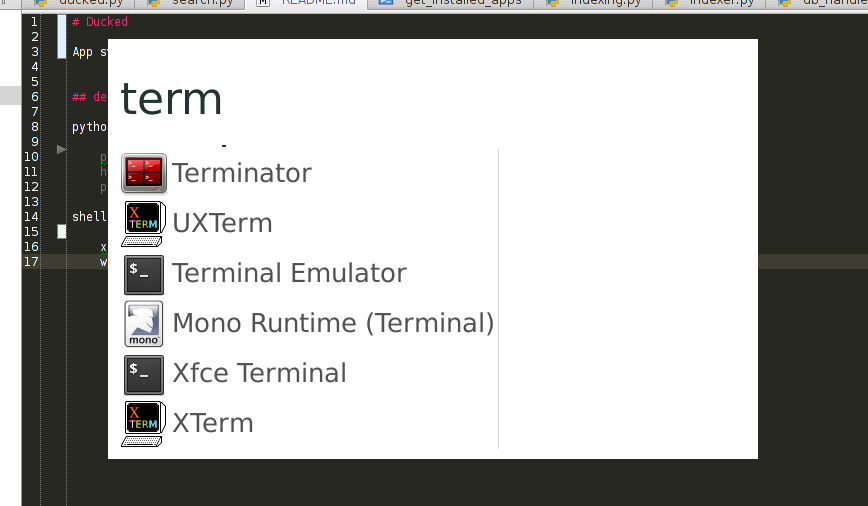 ducked.py search.py README.md get_installed_apps indexing.py indexer.py db_handle
1 # Ducked
2
3 App s
4
5
6 ## de
7
8 pytho
9
10 p
11 h
12 p
13
14 shell
15
16 x
17 w
term
Terminator
UXTerm
Terminal Emulator
Mono Runtime (Terminal)
Xfce Terminal
XTerm